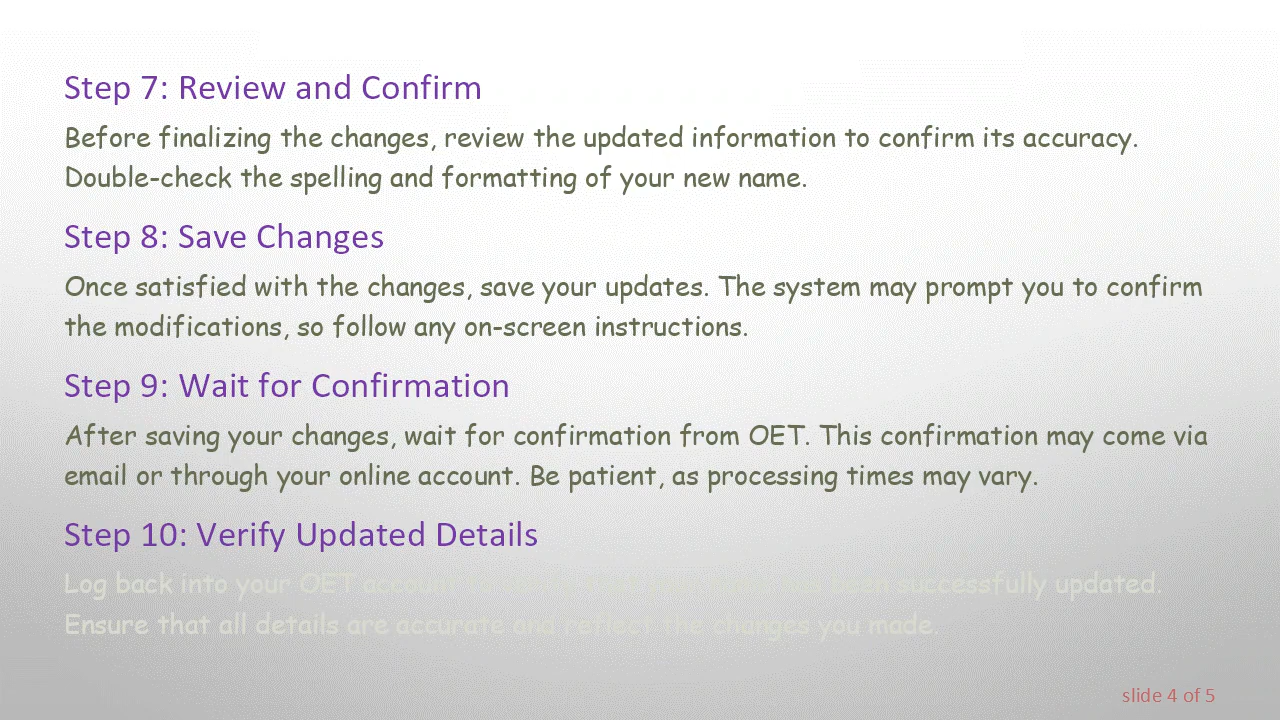 Step 7: Review and Confirm
Before finalizing the changes, review the updated information to confirm its accuracy.
Double-check the spelling and formatting of your new name.
Step 8: Save Changes
Once satisfied with the changes, save your updates. The system may prompt you to confirm
the modifications, so follow any on-screen instructions.
Step 9: Wait for Confirmation
After saving your changes, wait for confirmation from OET. This confirmation may come via
email or through your online account. Be patient, as processing times may vary.
Step 10: Verify Updated Details
Log back into your OET account successfully updated.
Ensure that all details are accurate and reflect the changes you made.
slide 4 of 5